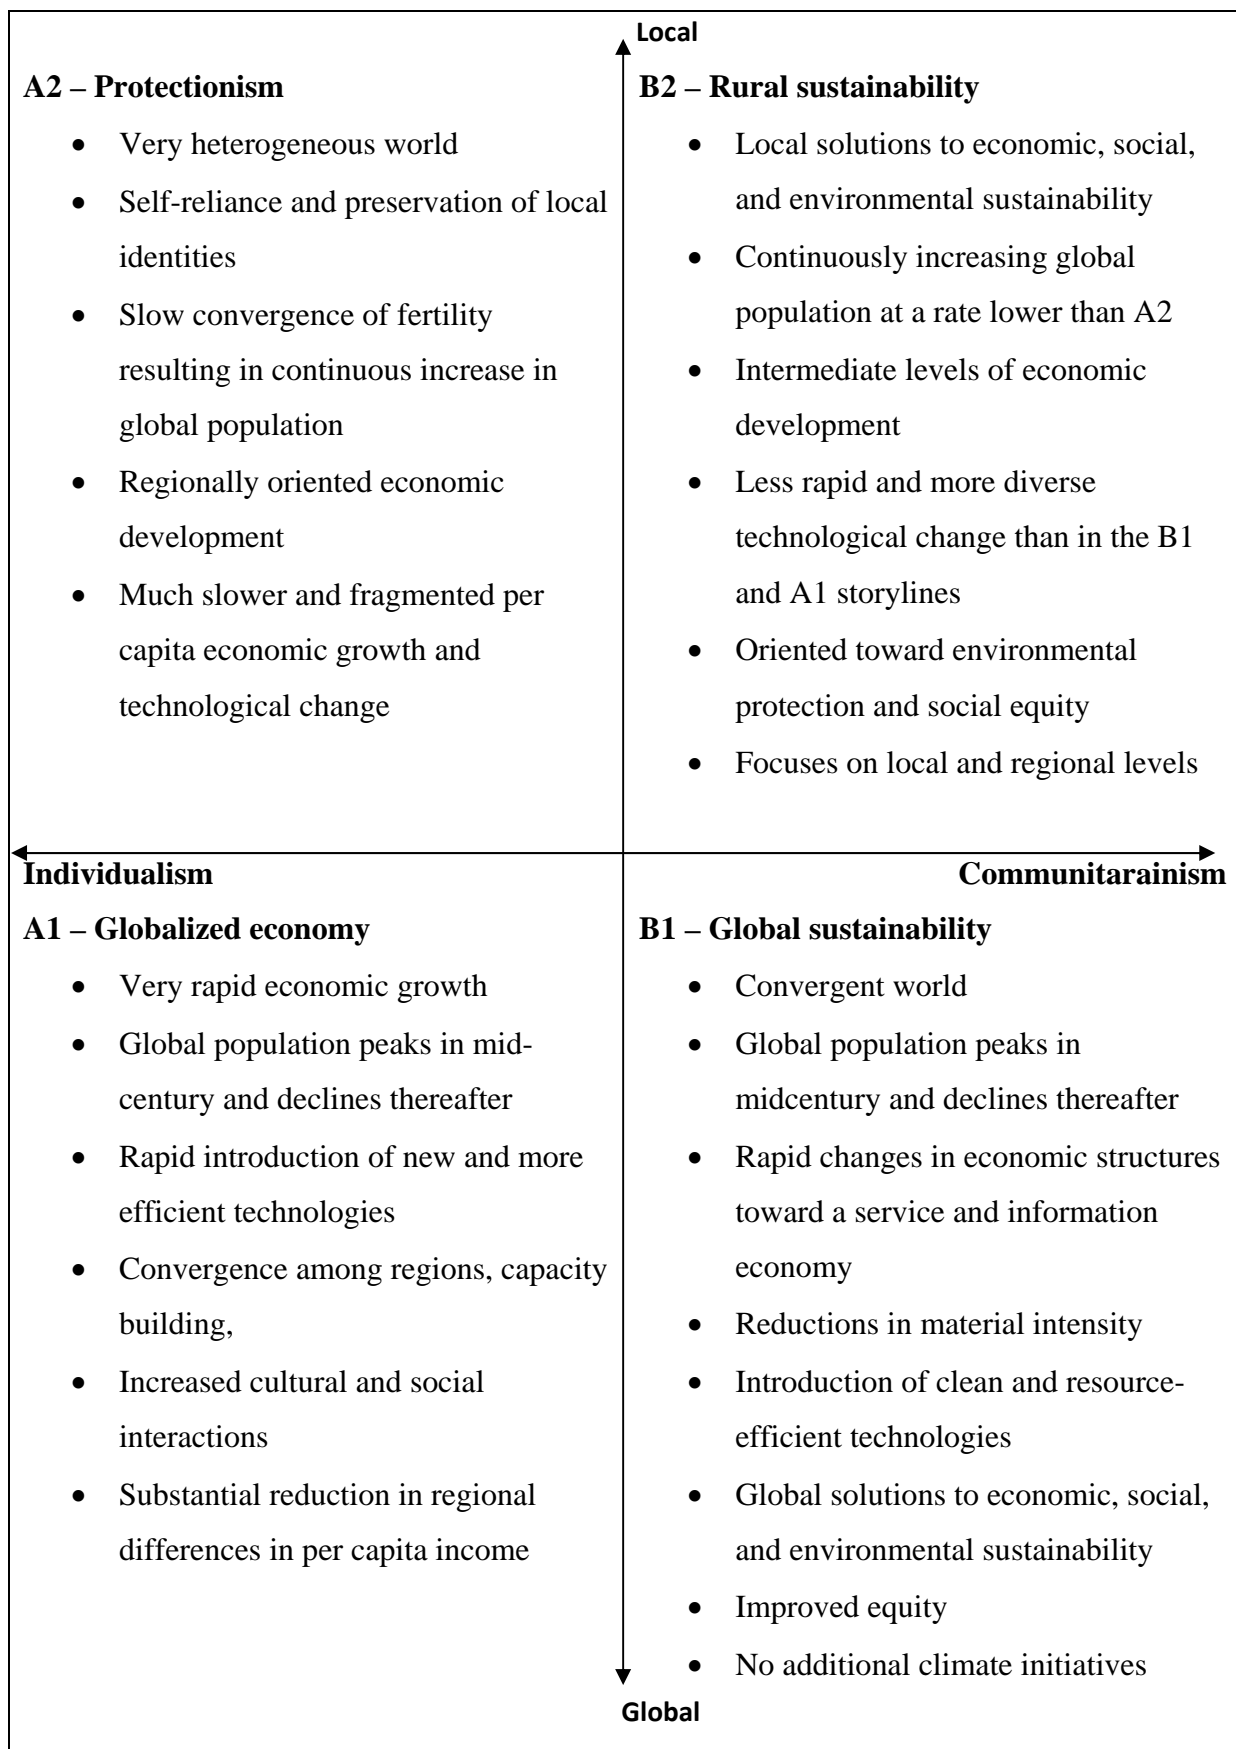 Local
A2 – Protectionism
• Very heterogeneous world
• Self-reliance and preservation of local
identities
• Slow convergence of fertility
resulting in continuous increase in
global population
• Regionally oriented economic
development
• Much slower and fragmented per
capita economic growth and
technological change
B2 – Rural sustainability
• Local solutions to economic, social,
and environmental sustainability
• Continuously increasing global
population at a rate lower than A2
• Intermediate levels of economic
development
• Less rapid and more diverse
technological change than in the B1
and A1 storylines
• Oriented toward environmental
protection and social equity
• Focuses on local and regional levels
Individualism
Communitarainism
A1 – Globalized economy
• Very rapid economic growth
• Global population peaks in mid-
century and declines thereafter
• Rapid introduction of new and more
efficient technologies
• Convergence among regions, capacity
building,
• Increased cultural and social
interactions
• Substantial reduction in regional
differences in per capita income
B1 – Global sustainability
• Convergent world
• Global population peaks in
midcentury and declines thereafter
• Rapid changes in economic structures
toward a service and information
economy
• Reductions in material intensity
• Introduction of clean and resource-
efficient technologies
• Global solutions to economic, social,
and environmental sustainability
• Improved equity
• No additional climate initiatives
Global